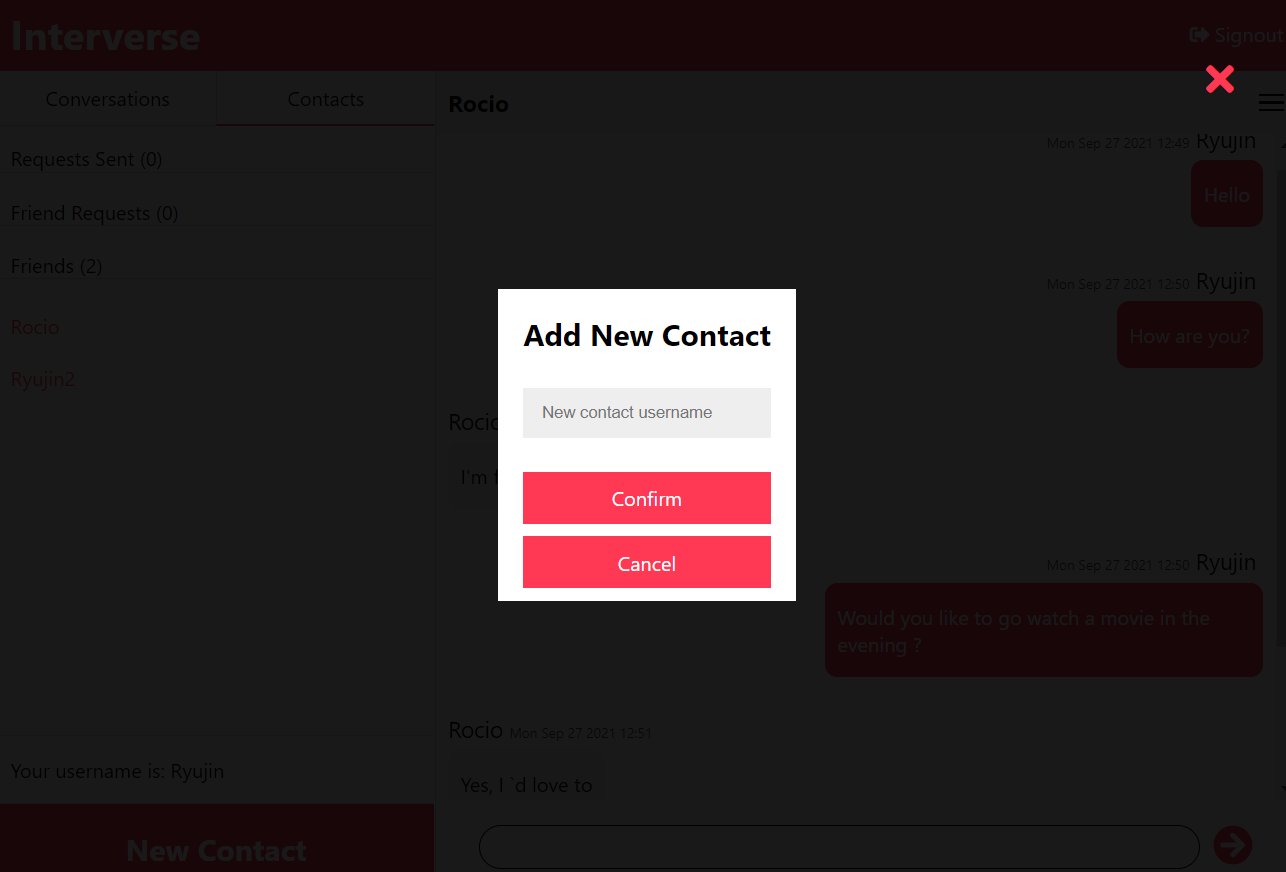 Interverse
Signout
Conversations
Contacts
Requests Sent (0)
Friend Requests (0)
Friends (2)
Rocio
Ryujin2
Your username is: Ryujin
New Contact
Rocio
Mon Sep 27 2021 12:49 Ryujin
Hello
Mon Sep 27 2021 12:50 Ryujin
How are you?
Rocio
I'm
Mon Sep 27 2021 12:50 Ryujin
Would you like to go watch a movie in the
evening ?
Rocio Mon Sep 27 2021 12:51
Yes, I `d love to
Add New Contact
New contact username
Confirm
Cancel